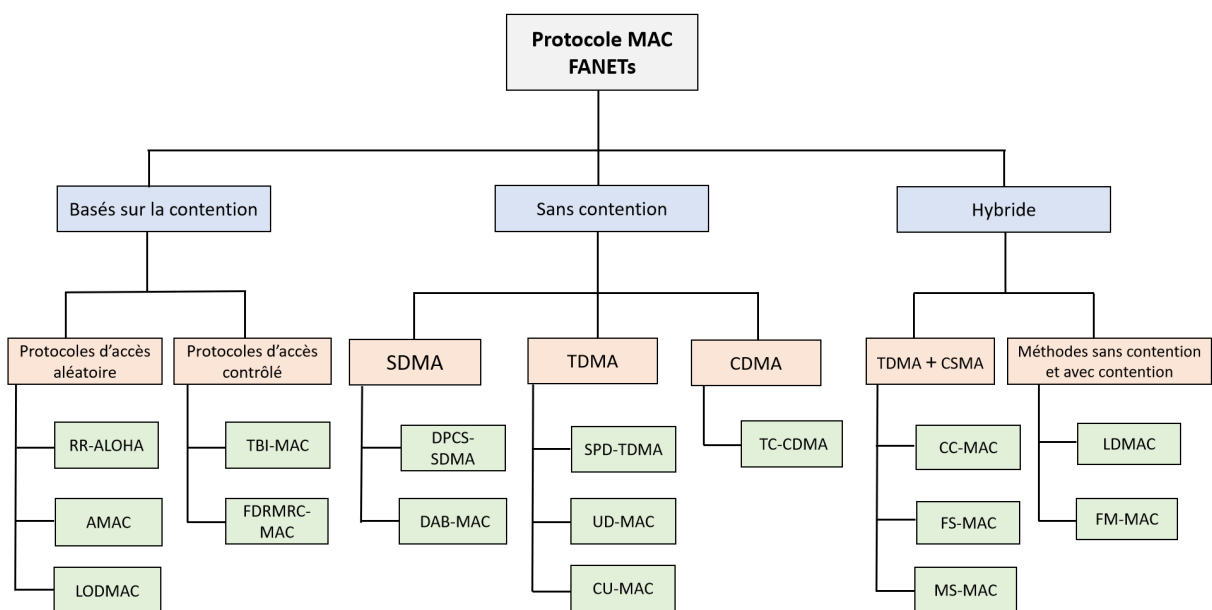 Protocole MAC
FANETs
Basés sur la contention
Sans contention
Hybride
Protocoles d'accès
aléatoire
Protocoles d'accès
contrôlé
SDMA
TDMA
CDMA
TDMA + CSMA
Méthodes sans contention
et avec contention
RR-ALOHA
TBI-MAC
DPCS-
SDMA
SPD-TDMA
TC-CDMA
CC-MAC
LDMAC
AMAC
FDRMRC-
MAC
DAB-MAC
UD-MAC
FS-MAC
FM-MAC
LODMAC
CU-MAC
MS-MAC